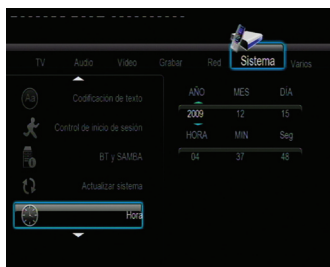 TV Audio Video Grabar Red Sistema Varios
Aa Codificación de texto
Control de inicio de sesión
BT y SAMBA
Actualizar sistema
Hora
AÑO MES DÍA
2009 12 15
HORA MIN Seg
04 37 48